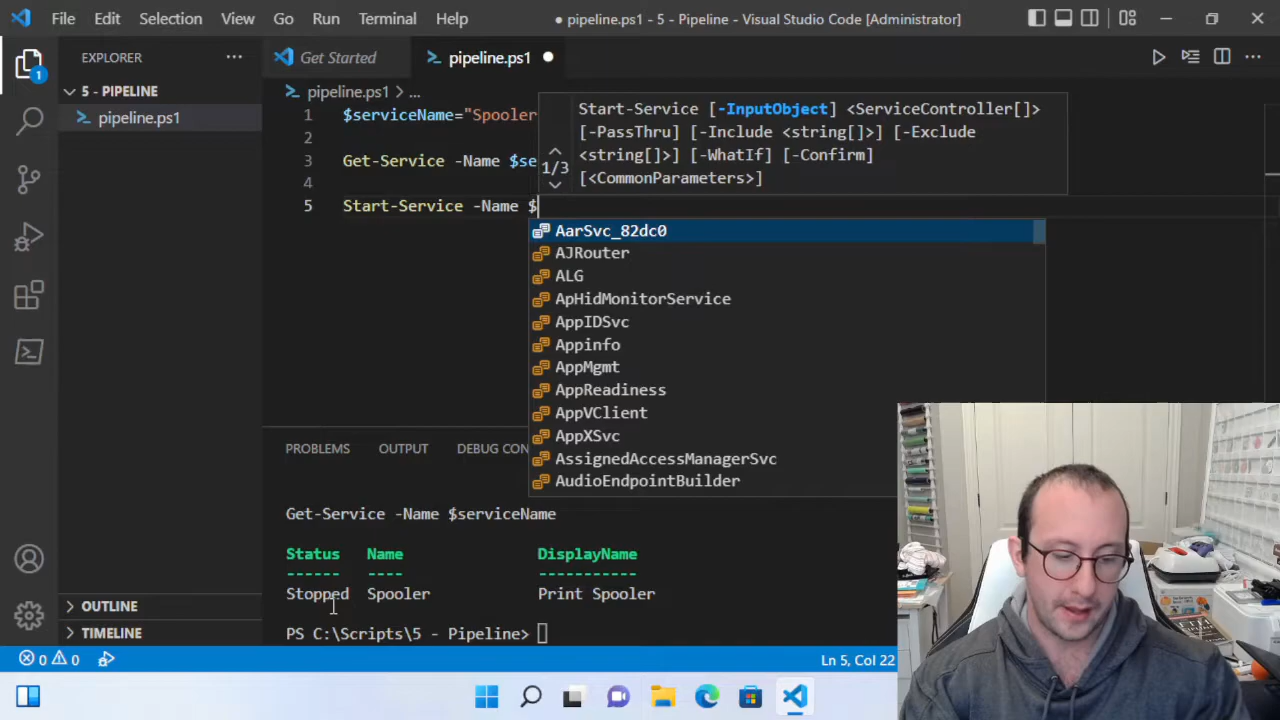 File Edit Selection View Go Run Terminal Help
● pipeline.ps1 - 5 - Pipeline - Visual Studio Code [Administrator]
EXPLORER
Get Started
pipeline.ps1
5 - PIPELINE
pipeline.ps1
pipeline.ps1 > ...
1 $serviceName="Spooler
2
3 Get-Service -Name $se
4
5 Start-Service -Name $
1/3
Start-Service [-InputObject] <ServiceController[]>
[-PassThru] [-Include <string[]>] [-Exclude
<string[]>] [-WhatIf] [-Confirm]
[<CommonParameters>]
AarSvc_82dc0
AJRouter
ALG
ApHidMonitorService
AppIDSvc
Appinfo
AppMgmt
AppReadiness
AppVClient
AppXSvc
AssignedAccessManagerSvc
AudioEndpointBuilder
1
PROBLEMS OUTPUT DEBUG CON
Get-Service -Name $serviceName
Status Name DisplayName
------ ---- -----------
Stopped Spooler Print Spooler
PS C:\Scripts\5 - Pipeline>
OUTLINE
TIMELINE
0 0
Ln 5, Col 22